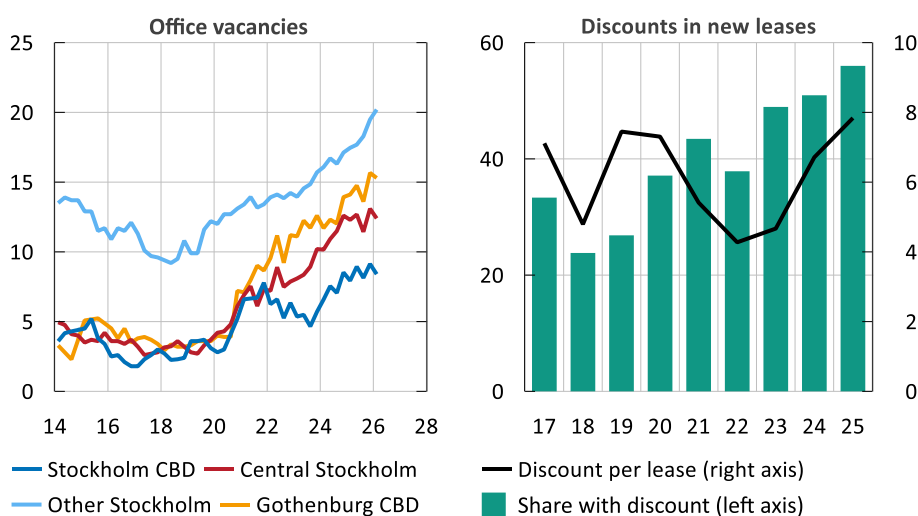 Office vacancies
25
20
15
10
5
0
14 16 18 20 22 24 26 28
Stockholm CBD Central Stockholm
Other Stockholm Gothenburg CBD
Discounts in new leases
60 10
8
40
6
4
20
2
0 0
17 18 19 20 21 22 23 24 25
Discount per lease (right axis)
Share with discount (left axis)